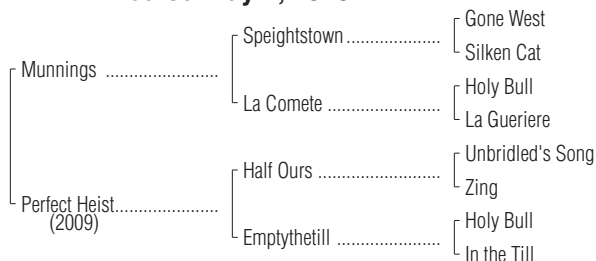 Gone West
Speightstown
Silken Cat
Munnings
Holy Bull
La Comete
La Gueriere
Unbridled's Song
Half Ours
Zing
Perfect Heist
(2009)
Holy Bull
Emptythetill
In the Till